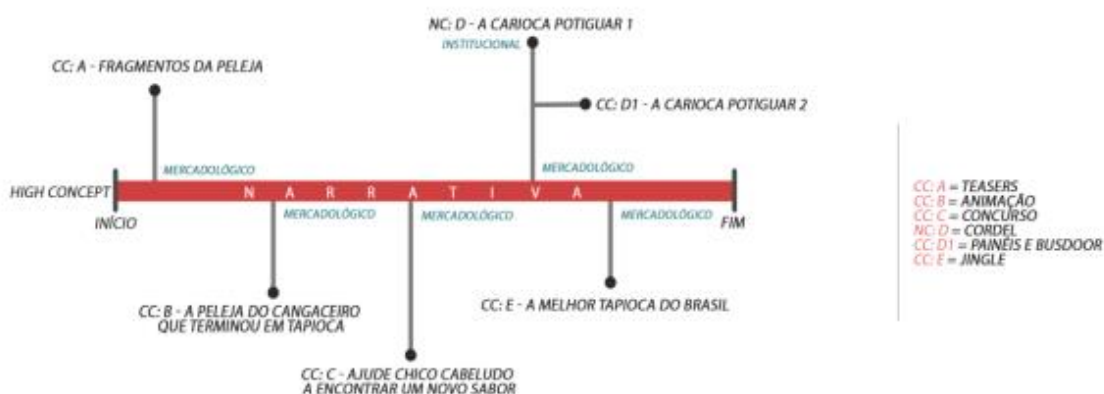 NC: D - A CARIOCA POTIGUAR 1
INSTITUCIONAL
CC: A - FRAGMENTOS DA PELEJA
CC: D1 - A CARIOCA POTIGUAR 2
MERCADOLÓGICO
MERCADOLÓGICO
HIGH CONCEPT
NARRATIVA
INÍCIO
MERCADOLÓGICO
MERCADOLÓGICO
MERCADOLÓGICO
FIM
CC: B - A PELEJA DO CANGACEIRO
QUE TERMINOU EM TAPIOCA
CC: E - A MELHOR TAPIOCA DO BRASIL
CC: C - AJUDE CHICO CABELUDO
A ENCONTRAR UM NOVO SABOR
CC: A = TEASERS
CC: B = ANIMAÇÃO
CC: C = CONCURSO
NC: D = CORDEL
CC: D1 = PAINÉIS E BUSDOOR
CC: E = JINGLE